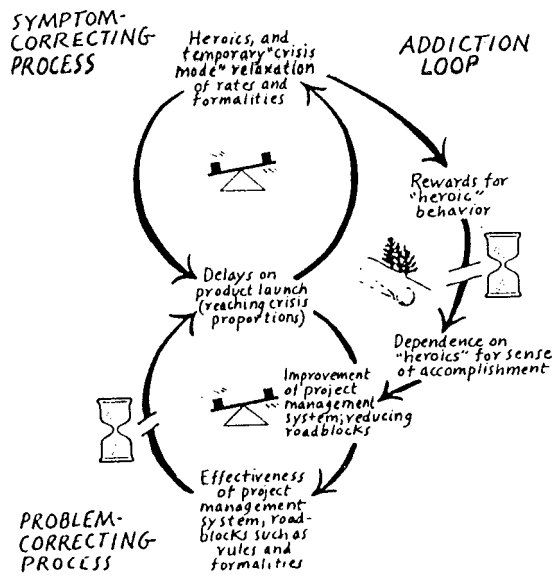 SYMPTOM-
CORRECTING
PROCESS
Heroics, and
temporary "crisis
mode" relaxation
of rates and
formalities
ADDICTION
LOOP
Rewards for
"heroic"
behavior
Delays on
product launch
(reaching crisis
proportions)
Dependence on
"heroics" for sense
of accomplishment
Improvement
of project
management
system; reducing
roadblocks
Effectiveness
of project
management
system, road-
blocks such as
rules and
formalities
PROBLEM-
CORRECTING
PROCESS